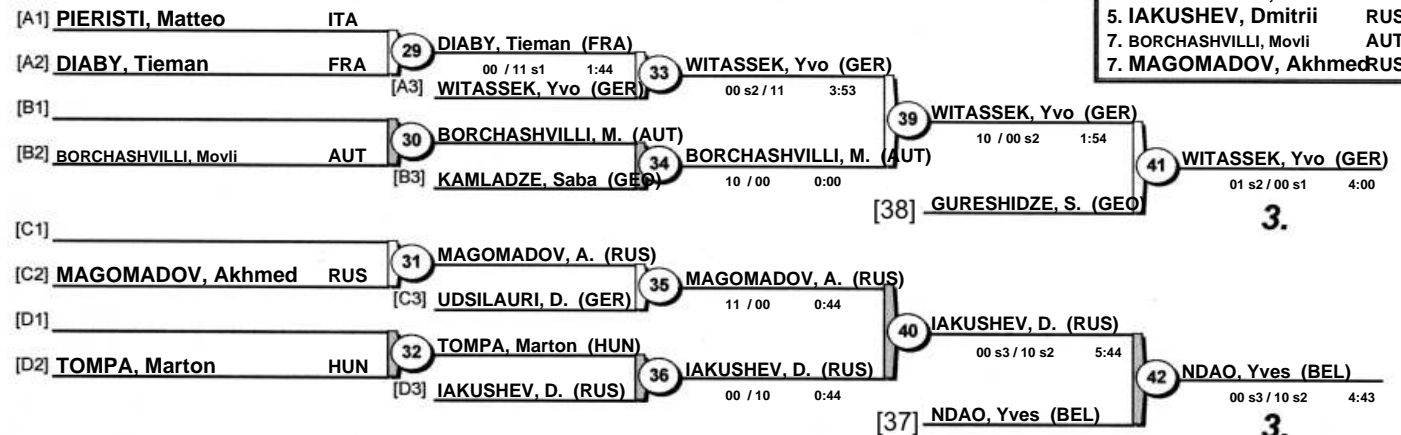 5. IAKUSHEV, Dmitrii RUS
7. BORCHASHVILLI, Movli AUT
7. MAGOMADOV, Akhmed RUS
[A1] PIERISTI, Matteo ITA
29 DIABY, Tieman (FRA)
[A2] DIABY, Tieman FRA
00 / 11 s1 1:44
33 WITASSEK, Yvo (GER)
[A3] WITASSEK, Yvo (GER)
00 s2 / 11 3:53
[B1]
39 WITASSEK, Yvo (GER)
10 / 00 s2 1:54
30 BORCHASHVILLI, M. (AUT)
[B2] BORCHASHVILLI, Movli AUT
34 BORCHASHVILLI, M. (AUT)
[B3] KAMLADZE, Saba (GEO)
10 / 00 0:00
41 WITASSEK, Yvo (GER)
01 s2 / 00 s1 4:00
[38] GURESHIDZE, S. (GEO)
3.
[C1]
31 MAGOMADOV, A. (RUS)
[C2] MAGOMADOV, Akhmed RUS
35 MAGOMADOV, A. (RUS)
[C3] UDSILAURI, D. (GER)
11 / 00 0:44
[D1]
40 IAKUSHEV, D. (RUS)
00 s3 / 10 s2 5:44
32 TOMPA, Marton (HUN)
[D2] TOMPA, Marton HUN
36 IAKUSHEV, D. (RUS)
[D3] IAKUSHEV, D. (RUS)
00 / 10 0:44
42 NDAO, Yves (BEL)
00 s3 / 10 s2 4:43
[37] NDAO, Yves (BEL)
3.